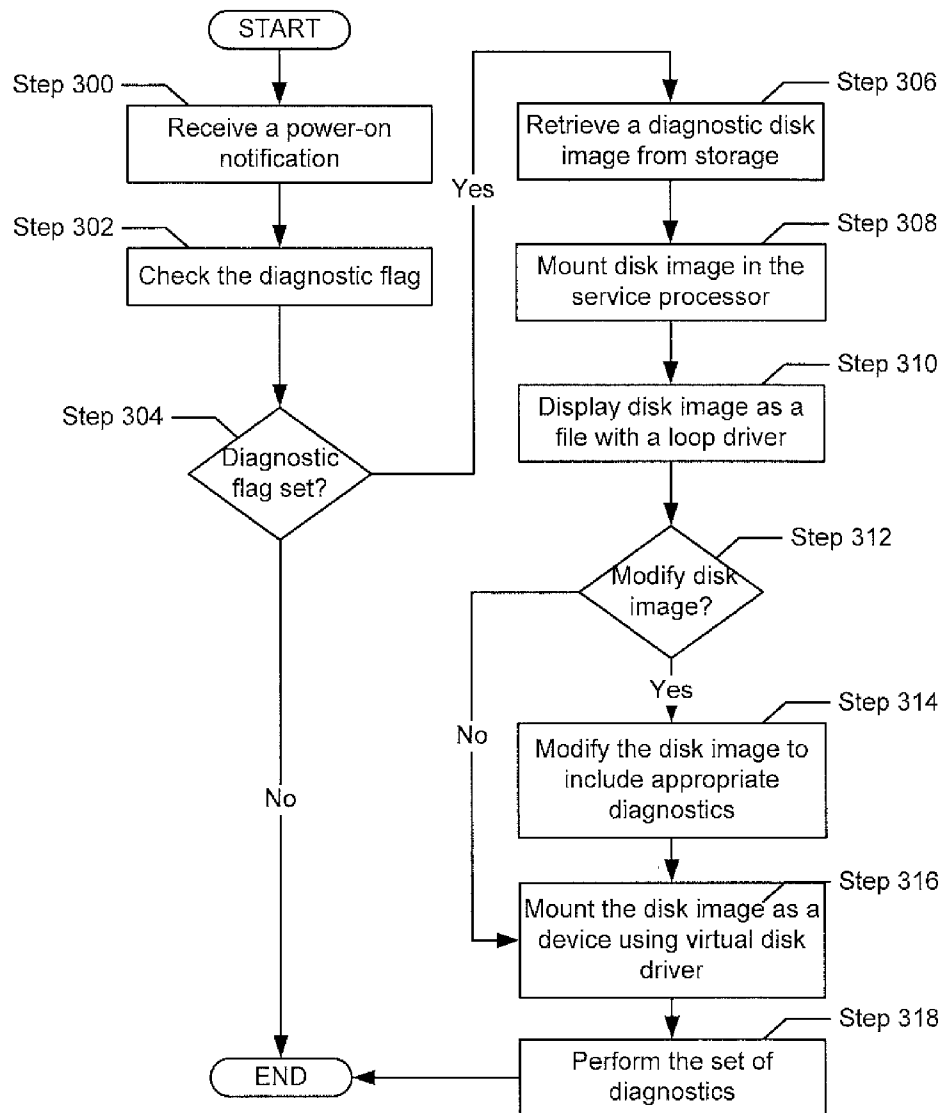 START
Step 300
Receive a power-on
notification
Step 302
Check the diagnostic flag
Step 304
Diagnostic
flag set?
Yes
No
Step 306
Retrieve a diagnostic disk
image from storage
Step 308
Mount disk image in the
service processor
Step 310
Display disk image as a
file with a loop driver
Step 312
Modify disk
image?
Yes
No
Step 314
Modify the disk image to
include appropriate
diagnostics
Step 316
Mount the disk image as a
device using virtual disk
driver
Step 318
Perform the set of
diagnostics
END